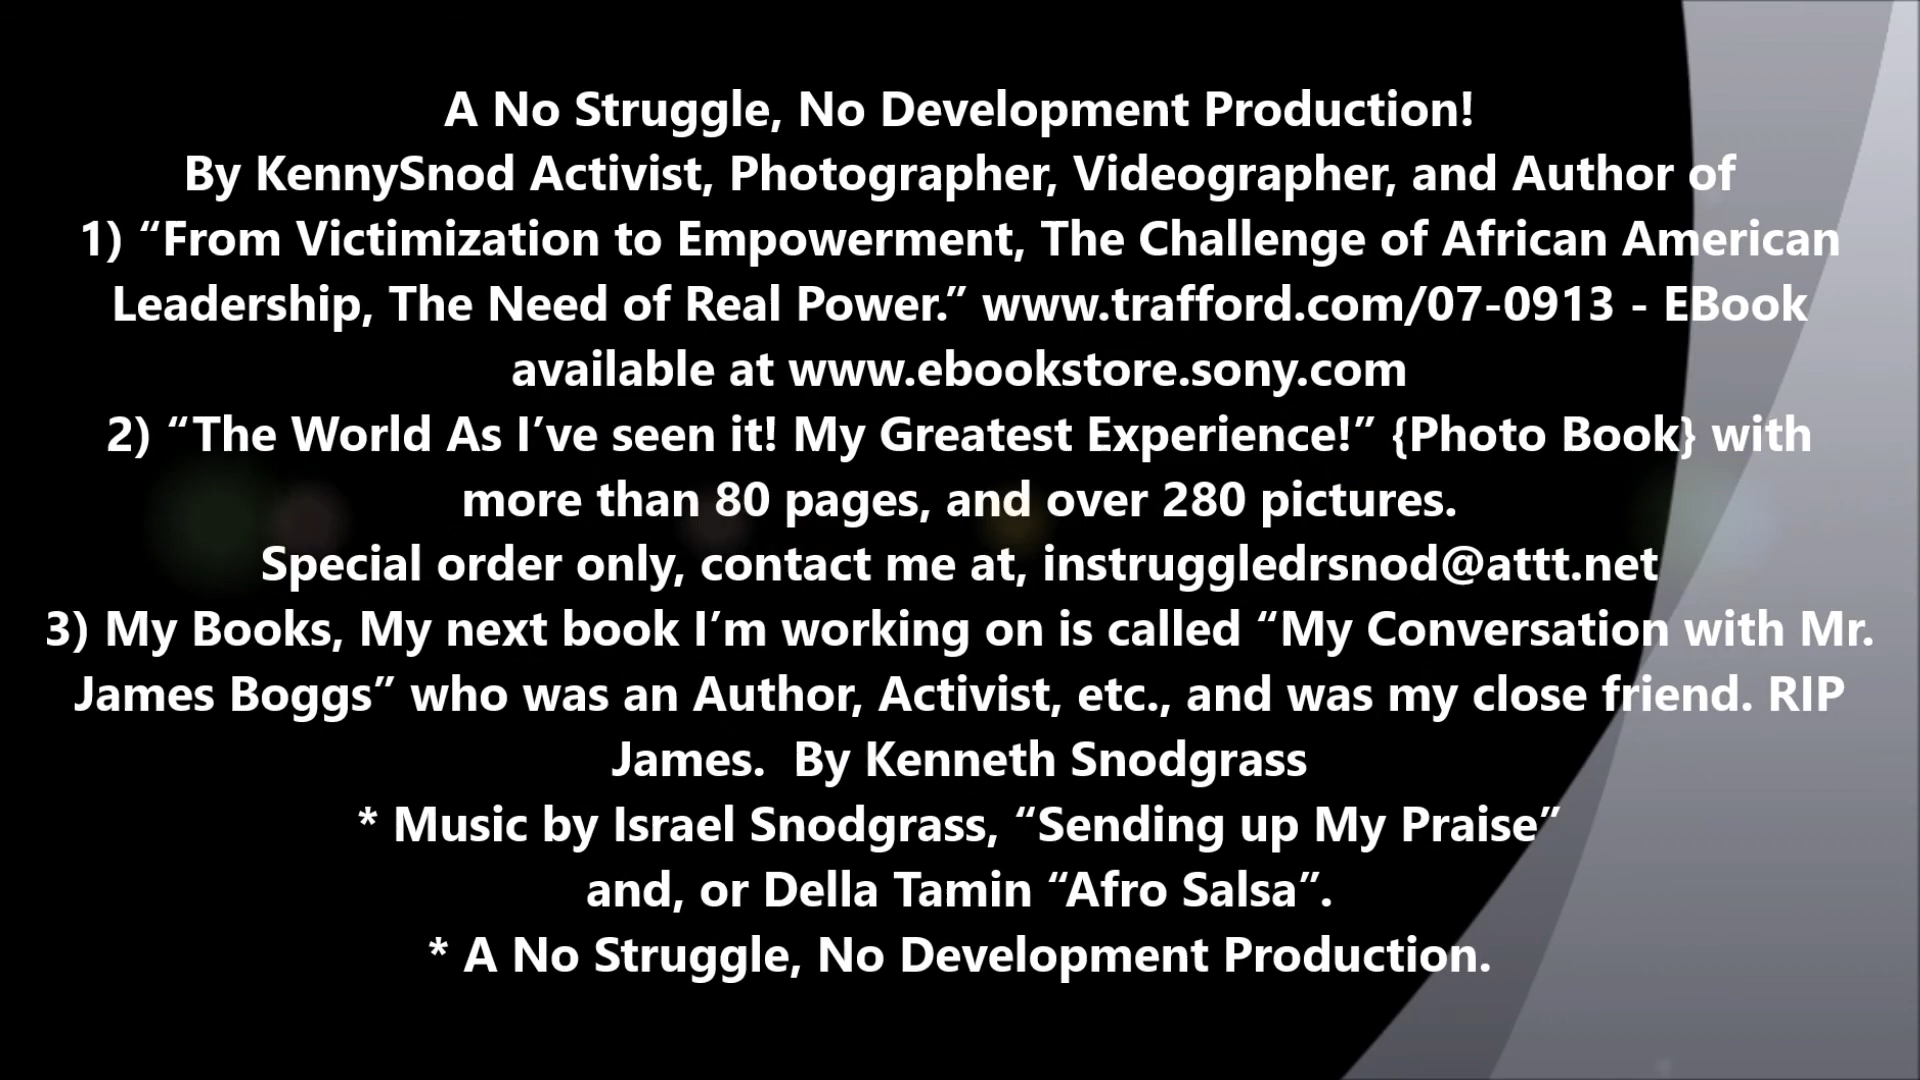 A No Struggle, No Development Production!
By KennySnod Activist, Photographer, Videographer, and Author of
1) “From Victimization to Empowerment, The Challenge of African American
Leadership, The Need of Real Power.” www.trafford.com/07-0913 - EBook
available at www.ebookstore.sony.com
2) “The World As I’ve seen it! My Greatest Experience!” {Photo Book} with
more than 80 pages, and over 280 pictures.
Special order only, contact me at, instruggledrsnod@attt.net
3) My Books, My next book I’m working on is called “My Conversation with Mr.
James Boggs” who was an Author, Activist, etc., and was my close friend. RIP
James.  By Kenneth Snodgrass
* Music by Israel Snodgrass, “Sending up My Praise”
and, or Della Tamin “Afro Salsa”.
* A No Struggle, No Development Production.